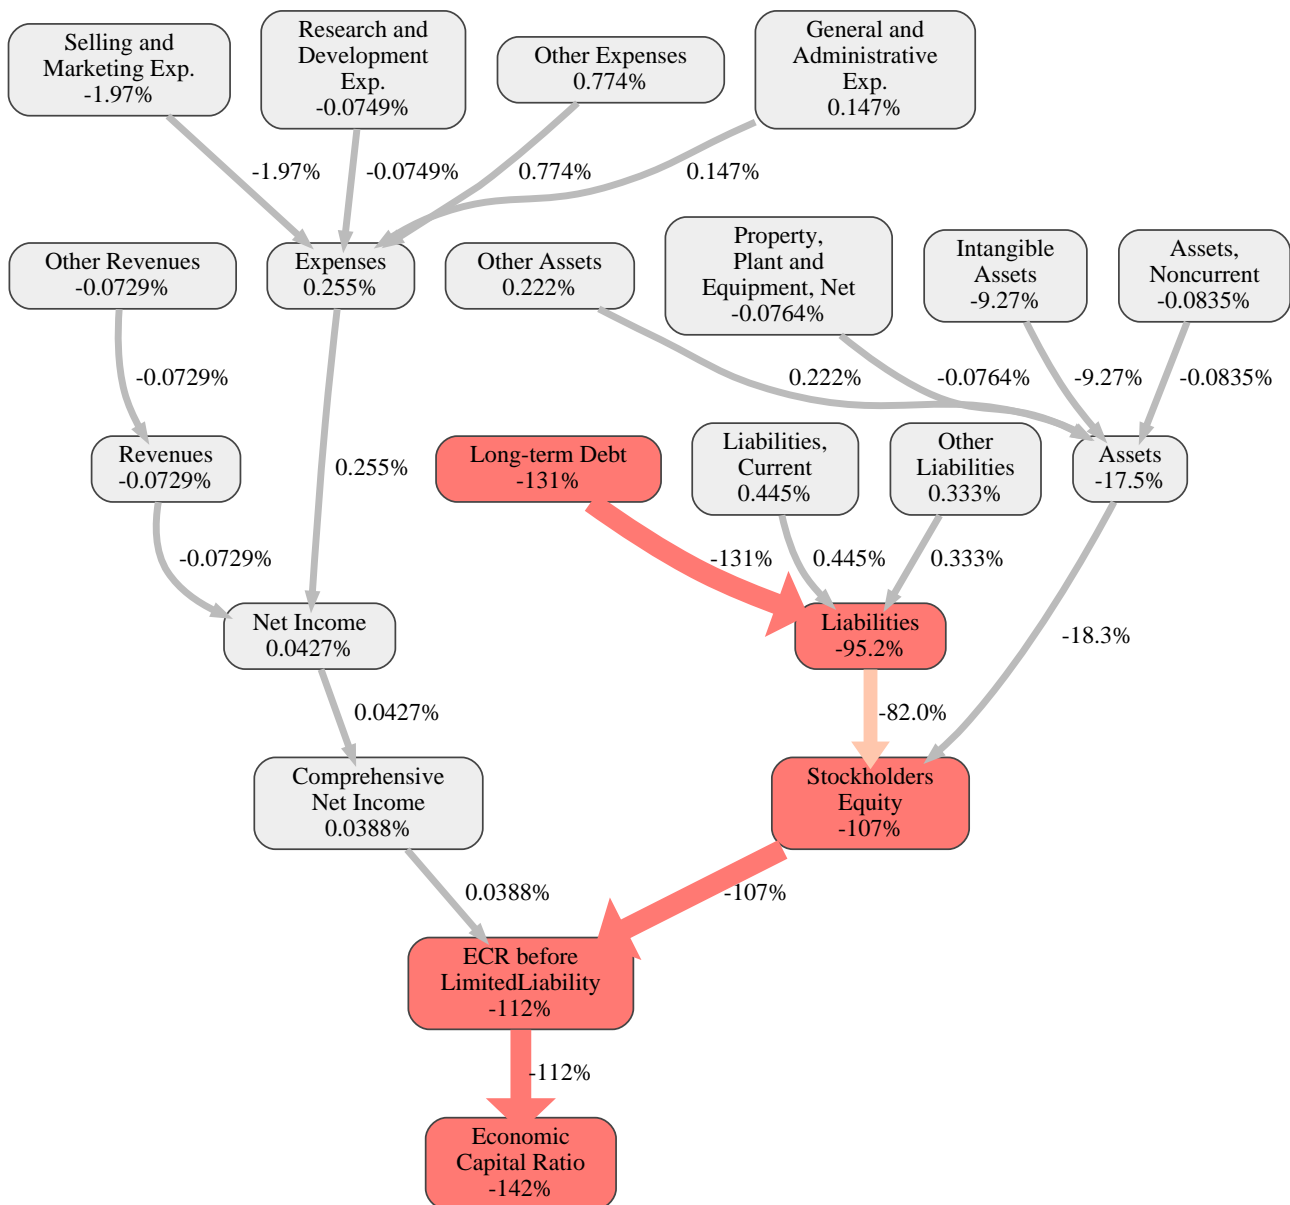 Selling and
Marketing Exp.
-1.97%
Research and
Development
Exp.
-0.0749%
Other Expenses
0.774%
General and
Administrative
Exp.
0.147%
-1.97%
-0.0749%
0.774%
0.147%
Other Revenues
-0.0729%
Expenses
0.255%
Other Assets
0.222%
Property,
Plant and
Equipment, Net
-0.0764%
Intangible
Assets
-9.27%
Assets,
Noncurrent
-0.0835%
-0.0729%
0.222%
-0.0764%
-9.27%
-0.0835%
Revenues
-0.0729%
0.255%
Long-term Debt
-131%
Liabilities,
Current
0.445%
Other
Liabilities
0.333%
Assets
-17.5%
-0.0729%
-131%
0.445%
0.333%
Net Income
0.0427%
Liabilities
-95.2%
-18.3%
0.0427%
-82.0%
Comprehensive
Net Income
0.0388%
Stockholders
Equity
-107%
0.0388%
-107%
ECR before
LimitedLiability
-112%
-112%
Economic
Capital Ratio
-142%